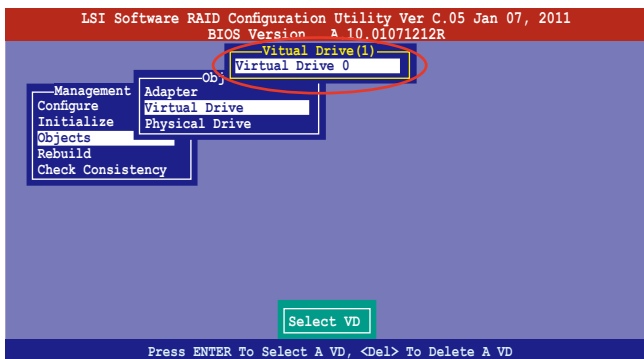 LSI Software RAID Configuration Utility Ver C.05 Jan 07, 2011
BIOS Version   A 10.01071212R
Vitual Drive(1)
Virtual Drive 0
Obj
Adapter
Virtual Drive
Physical Drive
Management
Configure
Initialize
Objects
Rebuild
Check Consistency
Select VD
Press ENTER To Select A VD, <Del> To Delete A VD